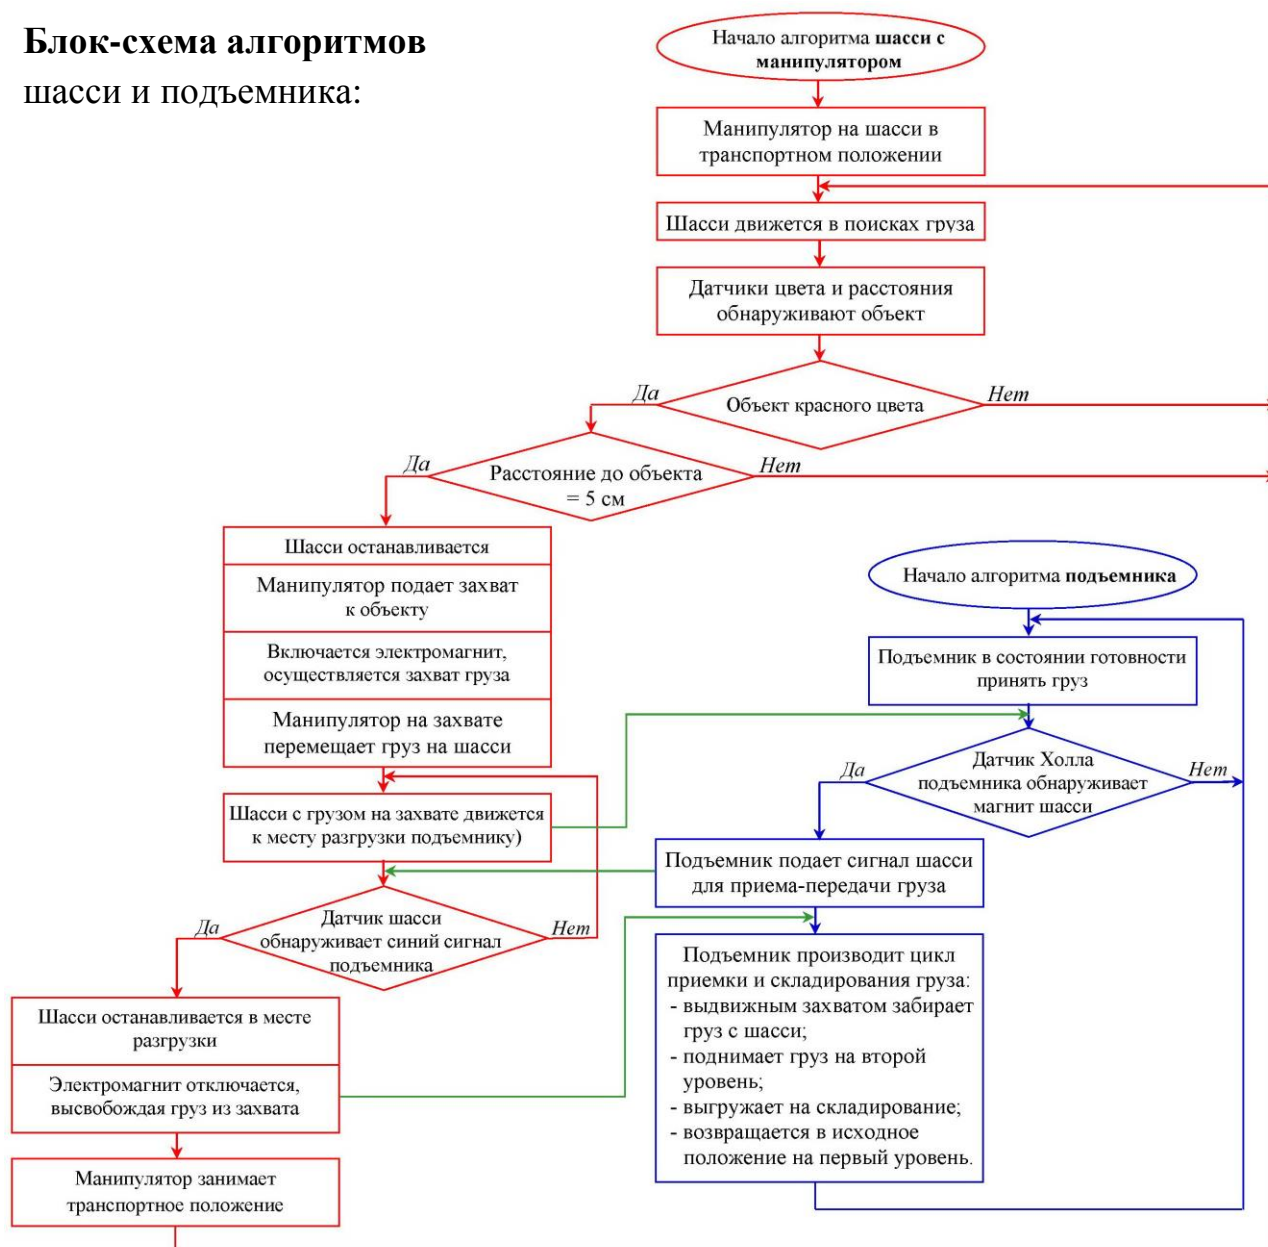 Блок-схема алгоритмов
шасси и подъемника:
Начало алгоритма шасси с
манипулятором
Манипулятор на шасси в
транспортном положении
Шасси движется в поисках груза
Датчики цвета и расстояния
обнаруживают объект
Да
Объект красного цвета
Нет
Да
Расстояние до объекта
= 5 см
Нет
Шасси останавливается
Манипулятор подает захват
к объекту
Включается электромагнит,
осуществляется захват груза
Манипулятор на захвате
перемещает груз на шасси
Шасси с грузом на захвате движется
к месту разгрузки подъемнику)
Да
Датчик шасси
обнаруживает синий сигнал
подъемника
Нет
Шасси останавливается в месте
разгрузки
Электромагнит отключается,
высвобождая груз из захвата
Манипулятор занимает
транспортное положение
Начало алгоритма подъемника
Подъемник в состоянии готовности
принять груз
Да
Датчик Холла
подъемника обнаруживает
магнит шасси
Нет
Подъемник подает сигнал шасси
для приема-передачи груза
Подъемник производит цикл
приемки и складирования груза:
- выдвижным захватом забирает
груз с шасси;
- поднимает груз на второй
уровень;
- выгружает на складирование;
- возвращается в исходное
положение на первый уровень.